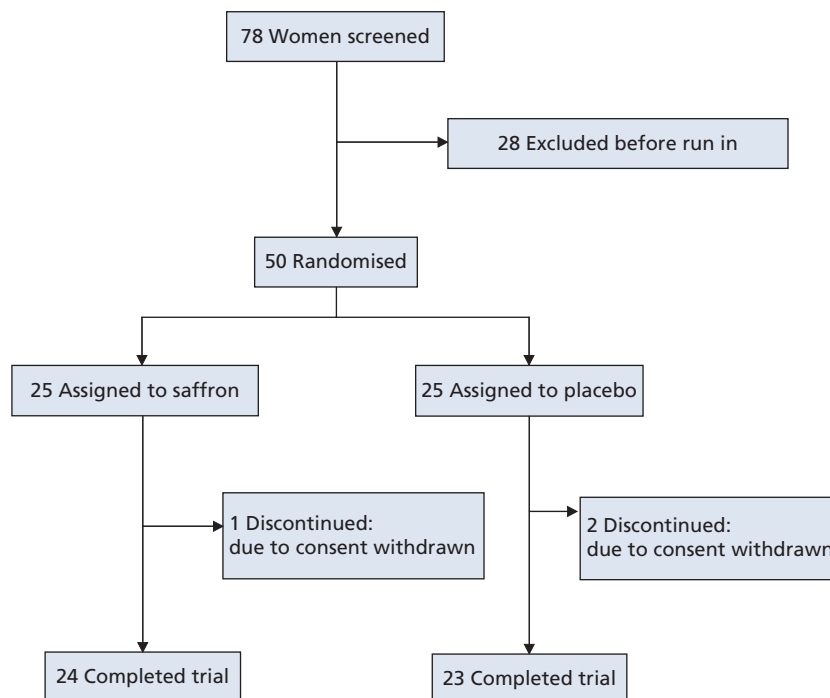 78 Women screened
28 Excluded before run in
50 Randomised
25 Assigned to saffron
25 Assigned to placebo
1 Discontinued:
due to consent withdrawn
2 Discontinued:
due to consent withdrawn
24 Completed trial
23 Completed trial